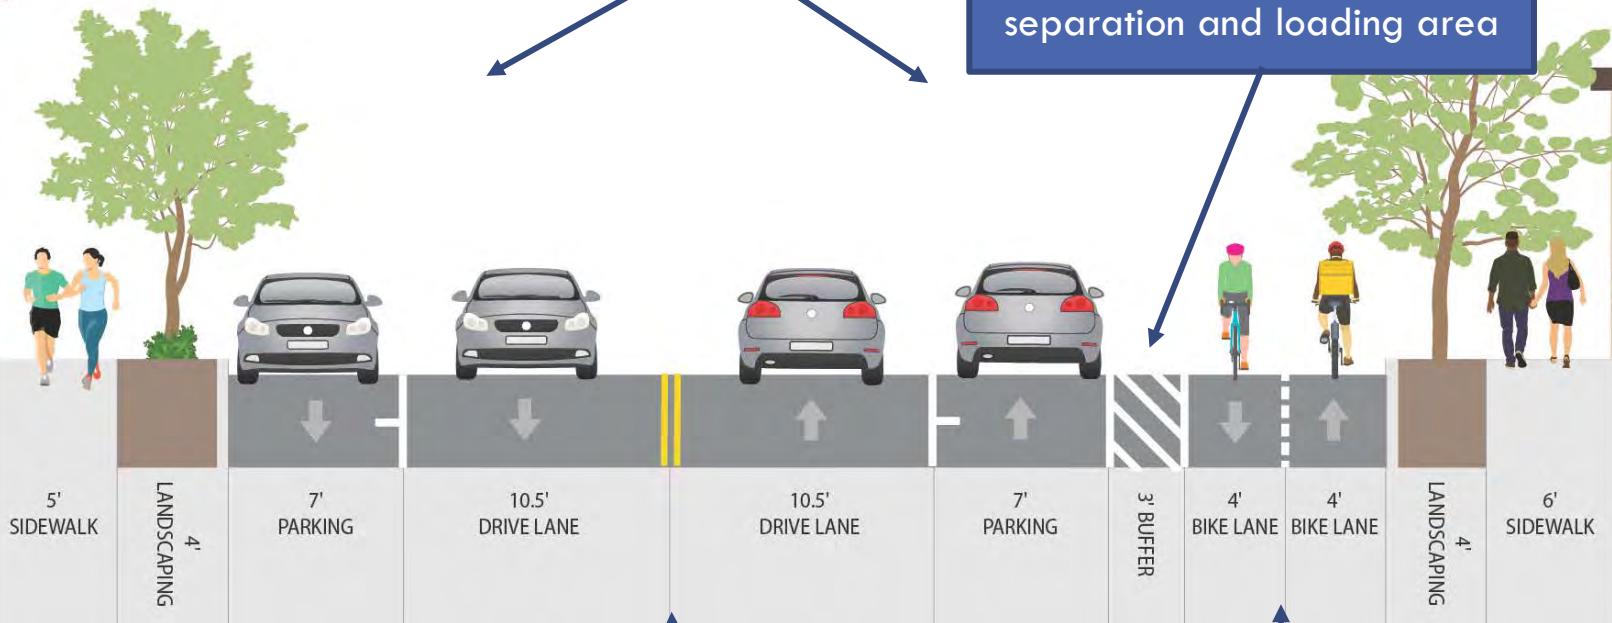 separation and loading area
5'
SIDEWALK
4'
LANDSCAPING
7'
PARKING
10.5'
DRIVE LANE
10.5'
DRIVE LANE
7'
PARKING
3' BUFFER
4'
BIKE LANE
4'
BIKE LANE
4'
LANDSCAPING
6'
SIDEWALK